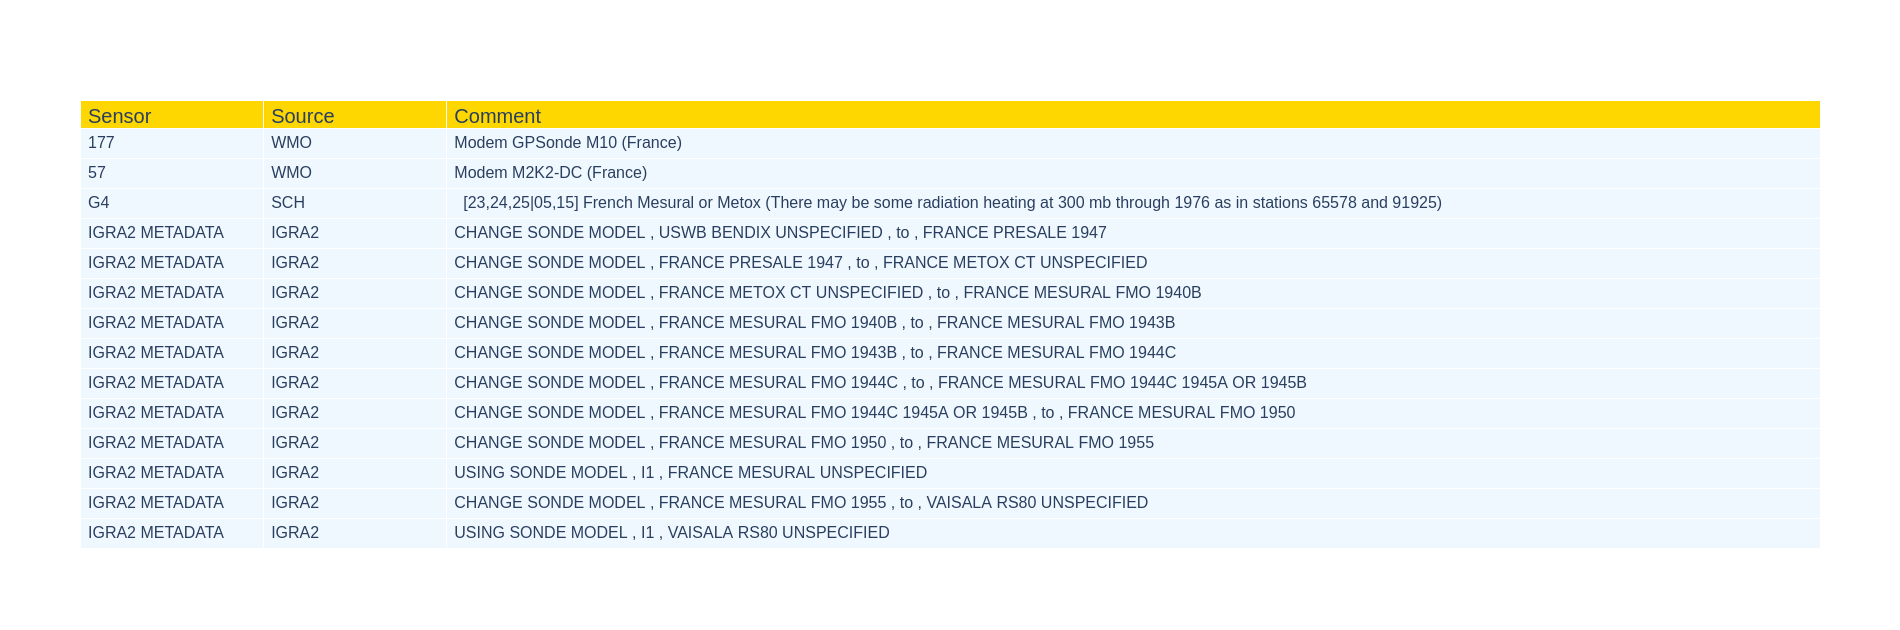 Sensor Source Comment
177 WMO Modem GPSonde M10 (France)
57 WMO Modem M2K2-DC (France)
G4 SCH [23,24,25|05,15] French Mesural or Metox (There may be some radiation heating at 300 mb through 1976 as in stations 65578 and 91925)
IGRA2 METADATA IGRA2 CHANGE SONDE MODEL , USWB BENDIX UNSPECIFIED , to , FRANCE PRESALE 1947
IGRA2 METADATA IGRA2 CHANGE SONDE MODEL , FRANCE PRESALE 1947 , to , FRANCE METOX CT UNSPECIFIED
IGRA2 METADATA IGRA2 CHANGE SONDE MODEL , FRANCE METOX CT UNSPECIFIED , to , FRANCE MESURAL FMO 1940B
IGRA2 METADATA IGRA2 CHANGE SONDE MODEL , FRANCE MESURAL FMO 1940B , to , FRANCE MESURAL FMO 1943B
IGRA2 METADATA IGRA2 CHANGE SONDE MODEL , FRANCE MESURAL FMO 1943B , to , FRANCE MESURAL FMO 1944C
IGRA2 METADATA IGRA2 CHANGE SONDE MODEL , FRANCE MESURAL FMO 1944C , to , FRANCE MESURAL FMO 1944C 1945A OR 1945B
IGRA2 METADATA IGRA2 CHANGE SONDE MODEL , FRANCE MESURAL FMO 1944C 1945A OR 1945B , to , FRANCE MESURAL FMO 1950
IGRA2 METADATA IGRA2 CHANGE SONDE MODEL , FRANCE MESURAL FMO 1950 , to , FRANCE MESURAL FMO 1955
IGRA2 METADATA IGRA2 USING SONDE MODEL , I1 , FRANCE MESURAL UNSPECIFIED
IGRA2 METADATA IGRA2 CHANGE SONDE MODEL , FRANCE MESURAL FMO 1955 , to , VAISALA RS80 UNSPECIFIED
IGRA2 METADATA IGRA2 USING SONDE MODEL , I1 , VAISALA RS80 UNSPECIFIED